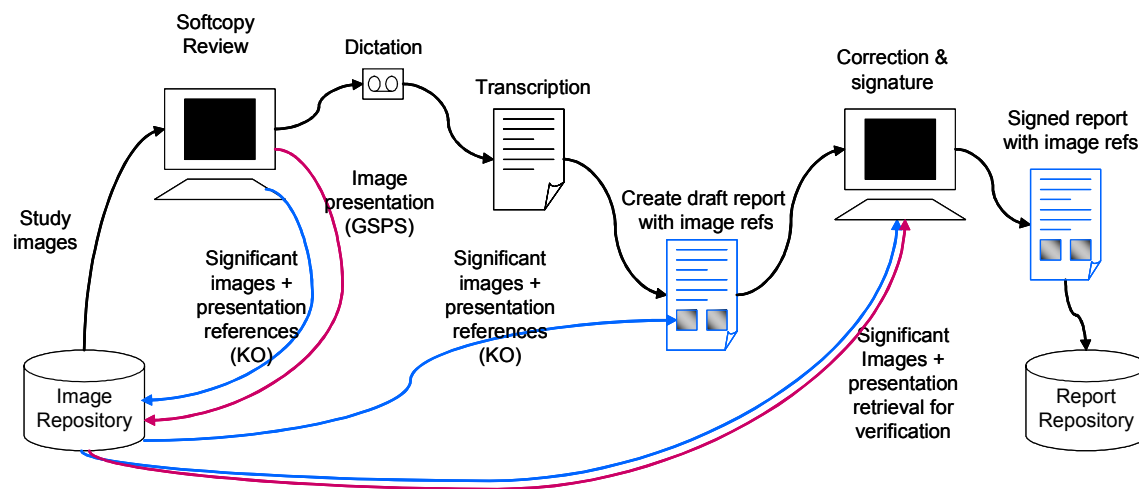 Softcopy
Review
Dictation
Transcription
Correction &
signature
Signed report
with image refs
Study
images
Image
presentation
(GSPS)
Create draft report
with image refs
Significant
images +
presentation
references
(KO)
Significant
images +
presentation
references
(KO)
Significant
Images +
presentation
retrieval for
verification
Image
Repository
Report
Repository